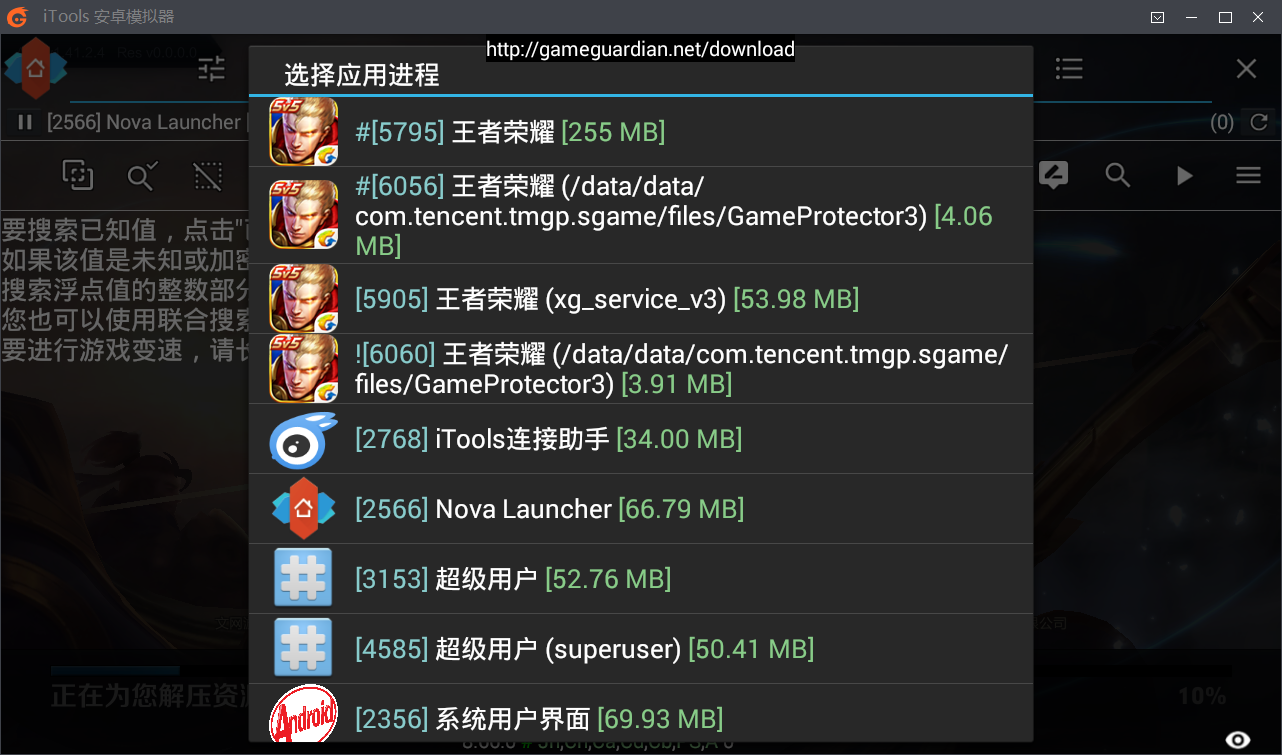 iTools 安卓模拟器
http://gameguardian.net/download
选择应用进程
[2566] Nova Launcher
(0)
#[5795] 王者荣耀 [255 MB]
#[6056] 王者荣耀 (/data/data/
com.tencent.tmgp.sgame/files/GameProtector3) [4.06
MB]
[5905] 王者荣耀 (xg_service_v3) [53.98 MB]
![6060] 王者荣耀 (/data/data/com.tencent.tmgp.sgame/
files/GameProtector3) [3.91 MB]
[2768] iTools连接助手 [34.00 MB]
[2566] Nova Launcher [66.79 MB]
[3153] 超级用户 [52.76 MB]
[4585] 超级用户 (superuser) [50.41 MB]
Android
[2356] 系统用户界面 [69.93 MB]
要搜索已知值，点击"
如果该值是未知或加密
搜索浮点值的整数部分
您也可以使用联合搜索
要进行游戏变速，请长
正在为您解压资源
10%